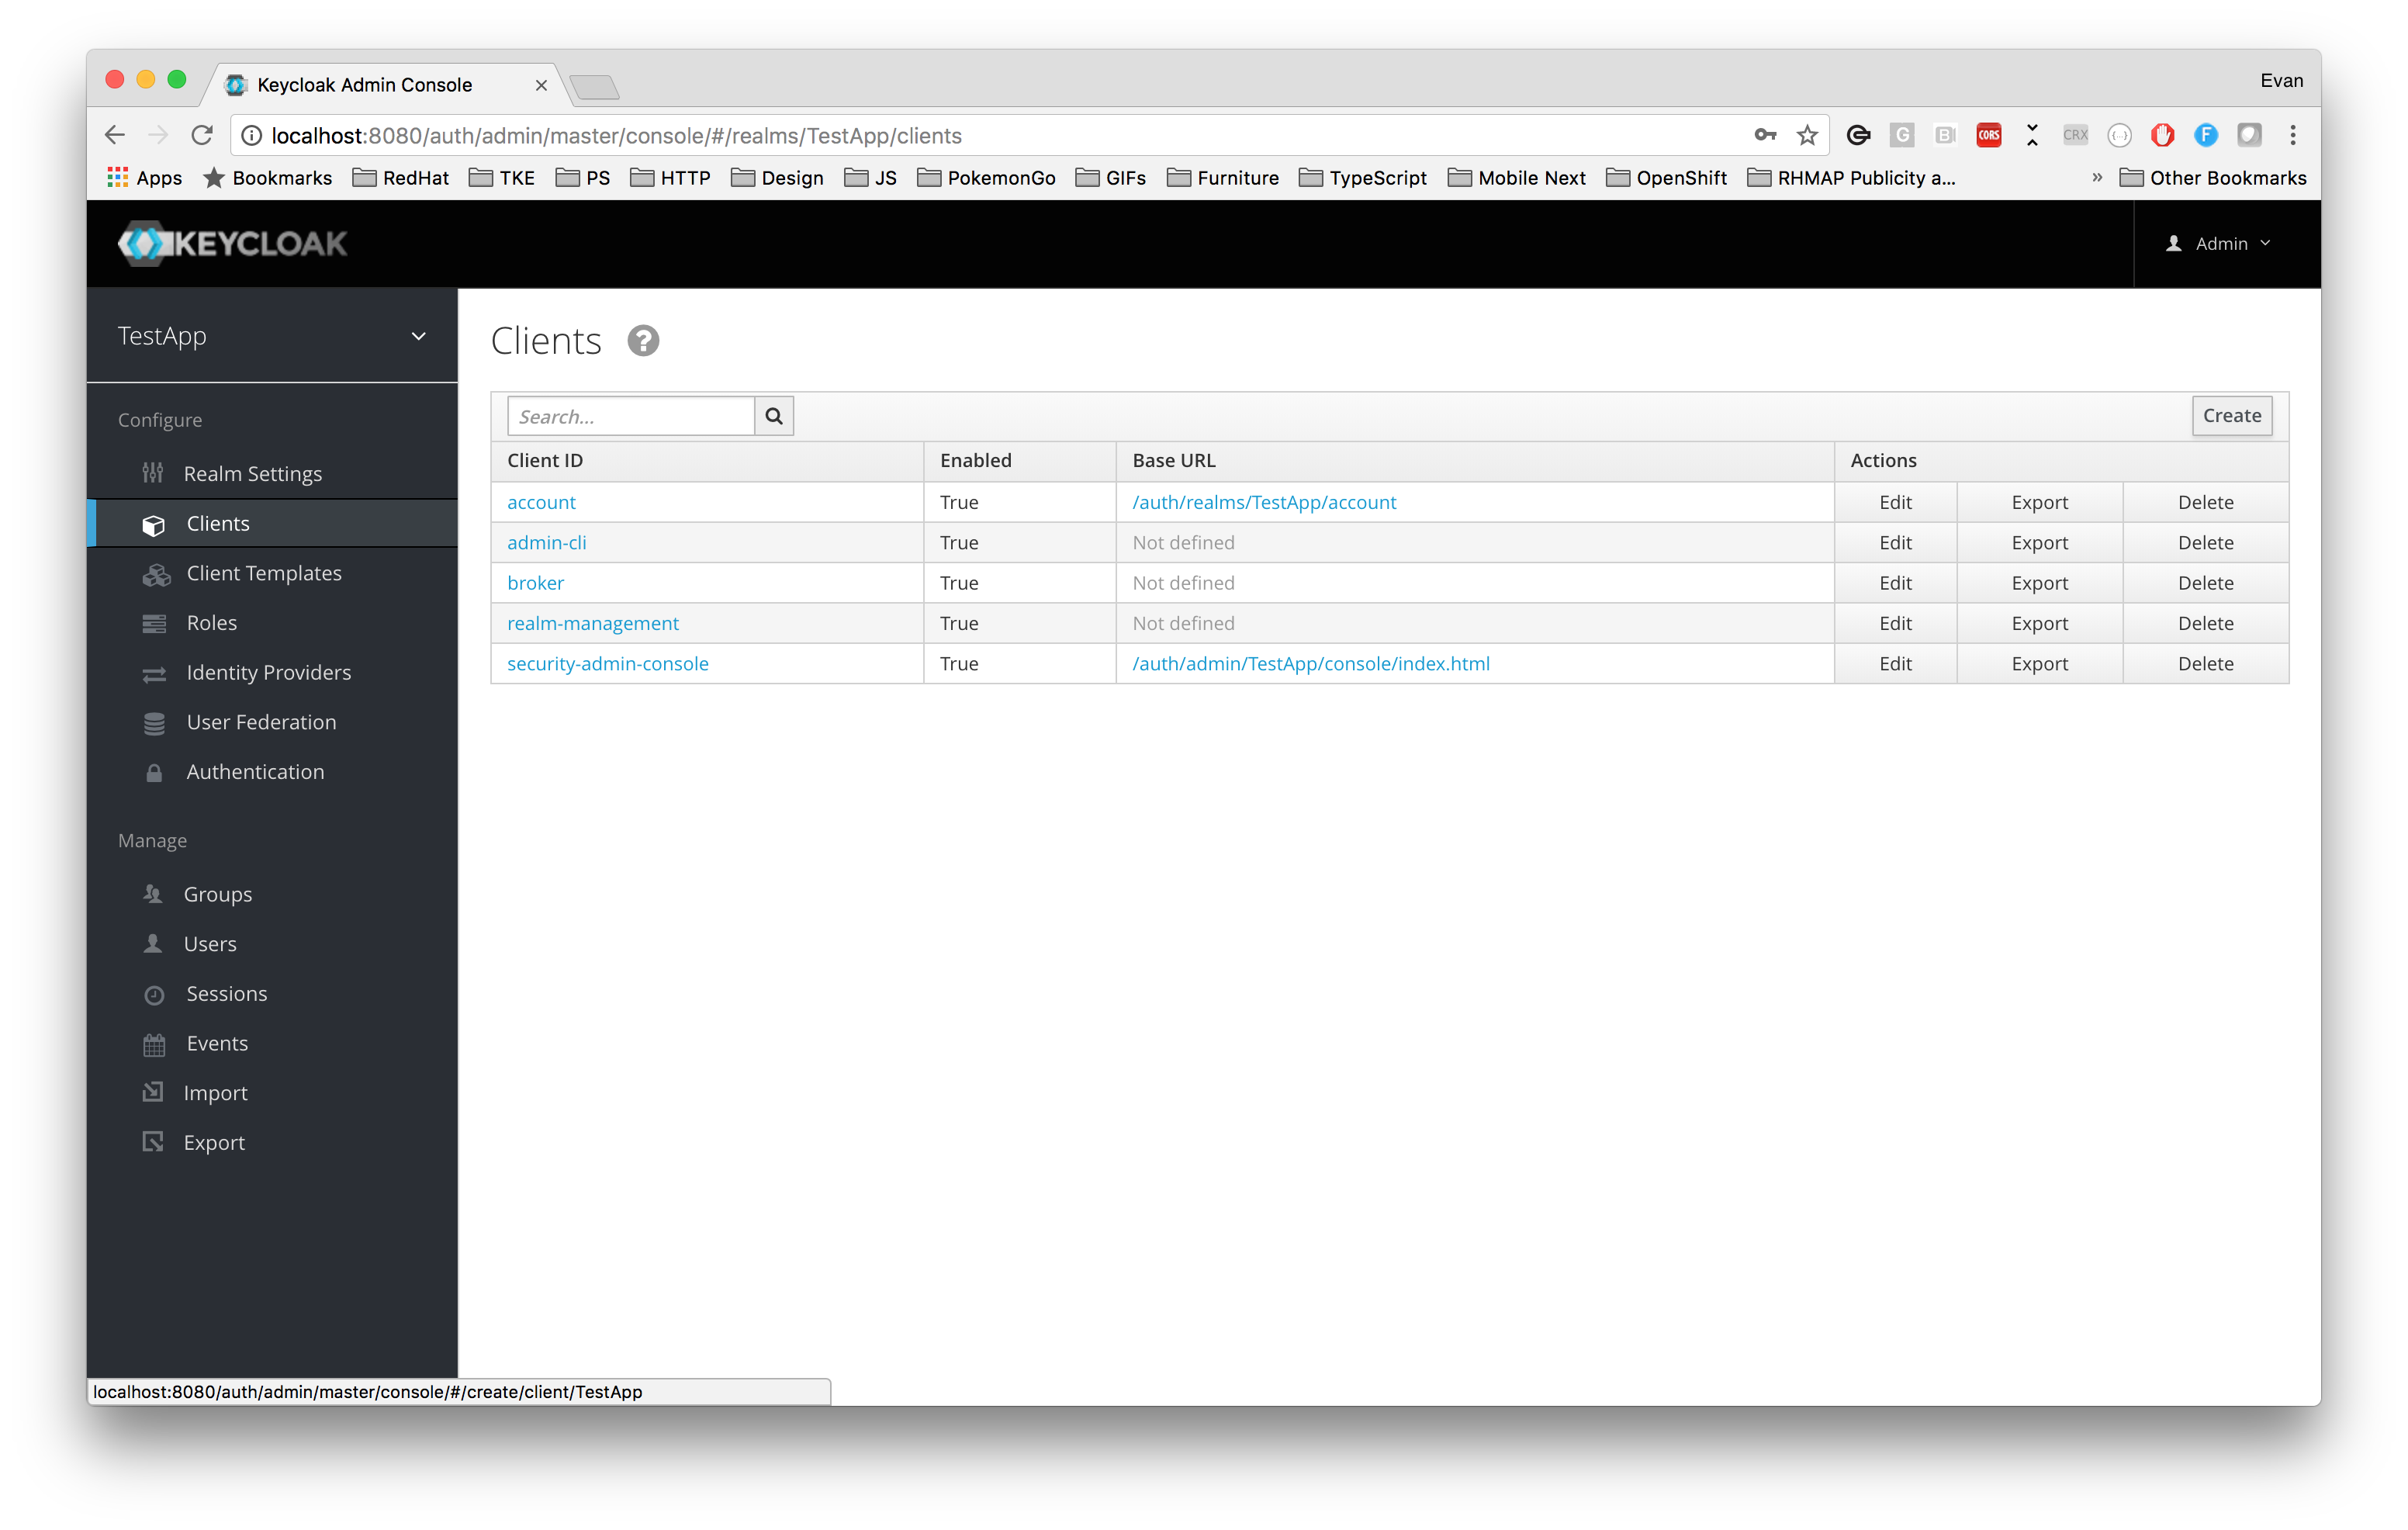 Keycloak Admin Console
Evan
localhost:8080/auth/admin/master/console/#/realms/TestApp/clients
G
B
CORS
CRX
{...}
F
Apps Bookmarks RedHat TKE PS HTTP Design JS PokemonGo GIFs Furniture TypeScript Mobile Next OpenShift RHMAP Publicity a... » Other Bookmarks
KEYCLOAK
Admin
TestApp
Configure
Realm Settings
Clients
Client Templates
Roles
Identity Providers
User Federation
Authentication
Manage
Groups
Users
Sessions
Events
Import
Export
Clients ?
Search...
Create
Client ID Enabled Base URL Actions
account True /auth/realms/TestApp/account Edit Export Delete
admin-cli True Not defined Edit Export Delete
broker True Not defined Edit Export Delete
realm-management True Not defined Edit Export Delete
security-admin-console True /auth/admin/TestApp/console/index.html Edit Export Delete
localhost:8080/auth/admin/master/console/#/create/client/TestApp